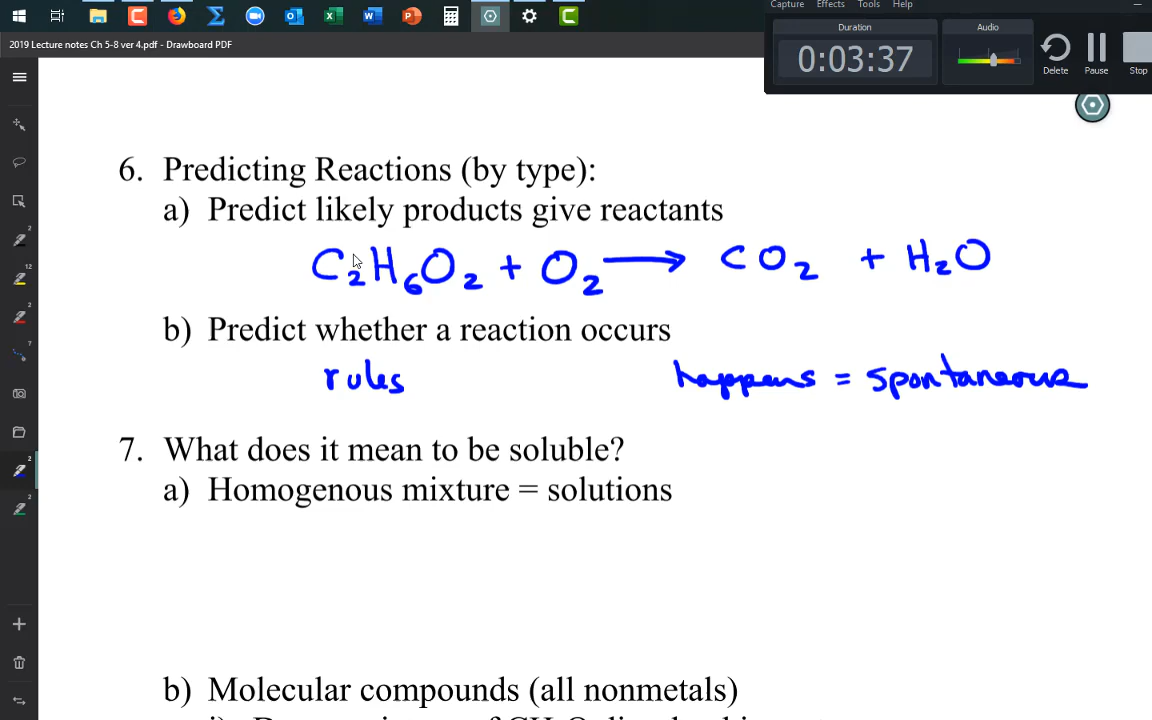 Capture Effects Tools Help
2019 Lecture notes Ch 5-8 ver 4.pdf - Drawboard PDF
Duration
Audio
0:03:37
Delete Pause Stop
6. Predicting Reactions (by type):
a) Predict likely products give reactants
C₂H₆O₂ + O₂ → CO₂ + H₂O
b) Predict whether a reaction occurs
rules happens = spontaneous
7. What does it mean to be soluble?
a) Homogenous mixture = solutions
b) Molecular compounds (all nonmetals)